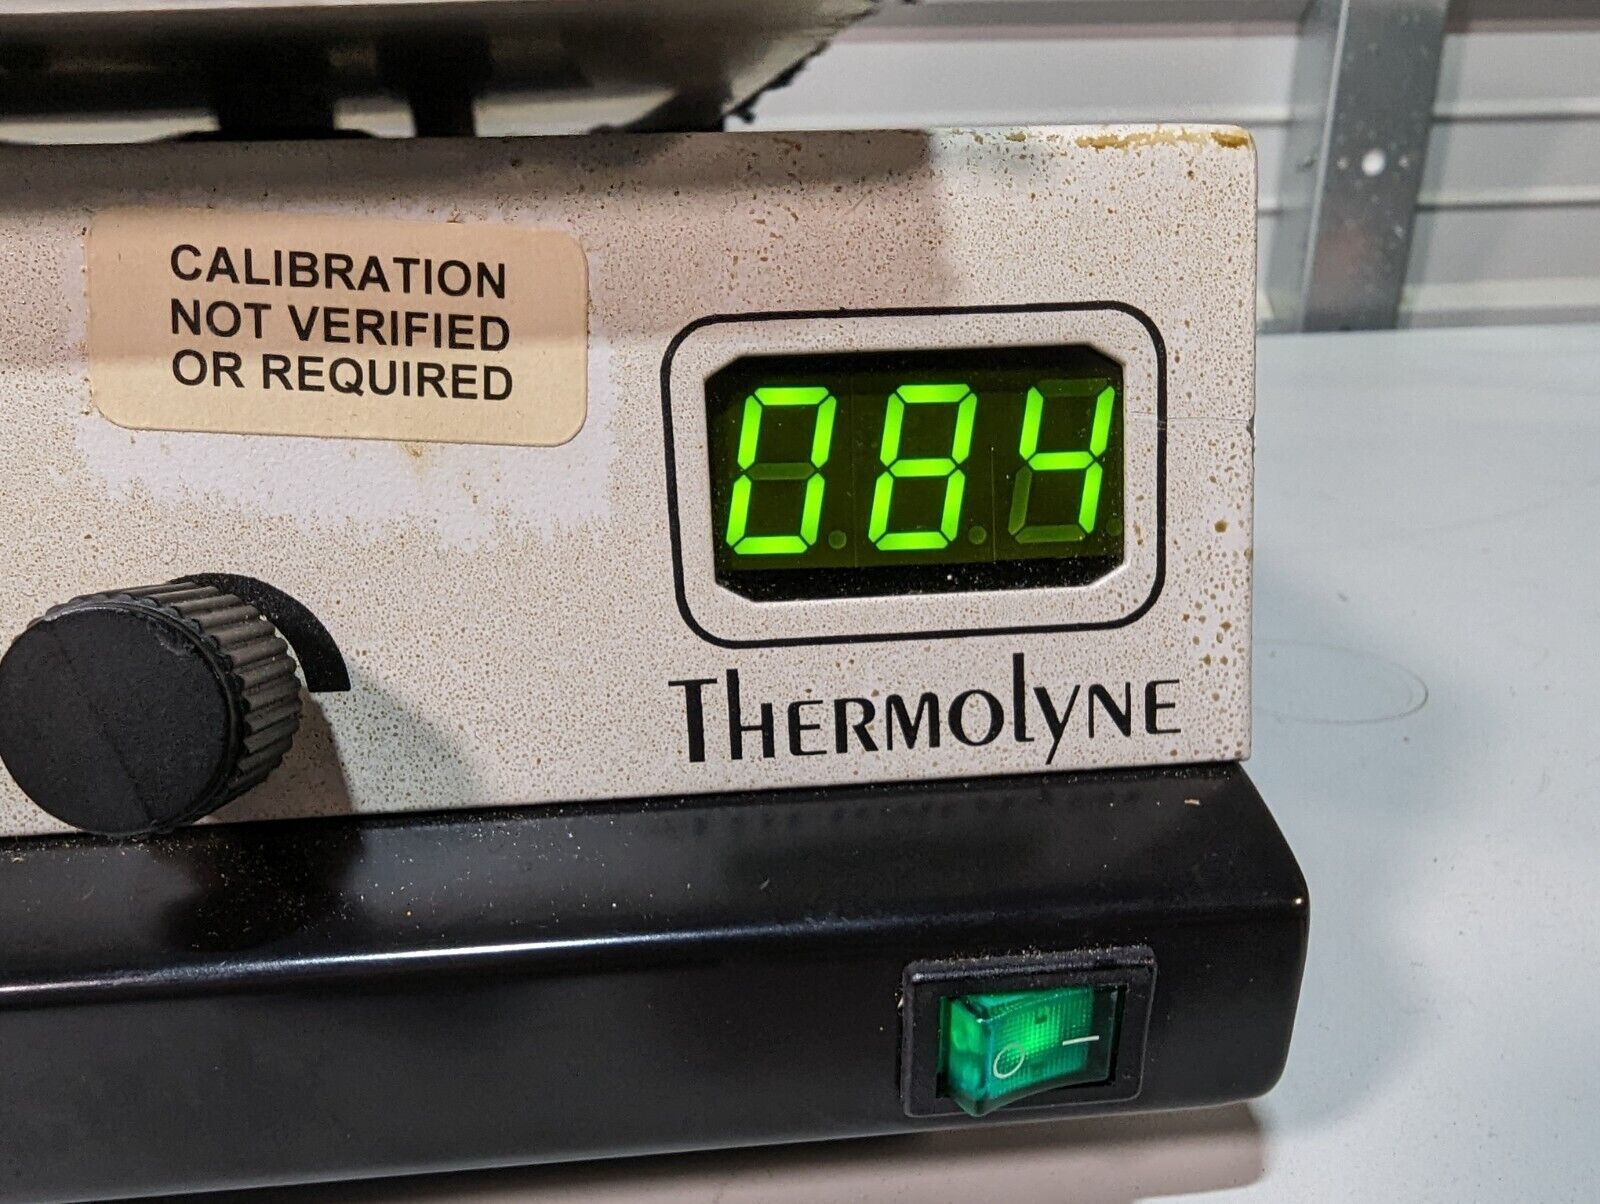 CALIBRATION
NOT VERIFIED
OR REQUIRED
084
THERMOLYNE
O I